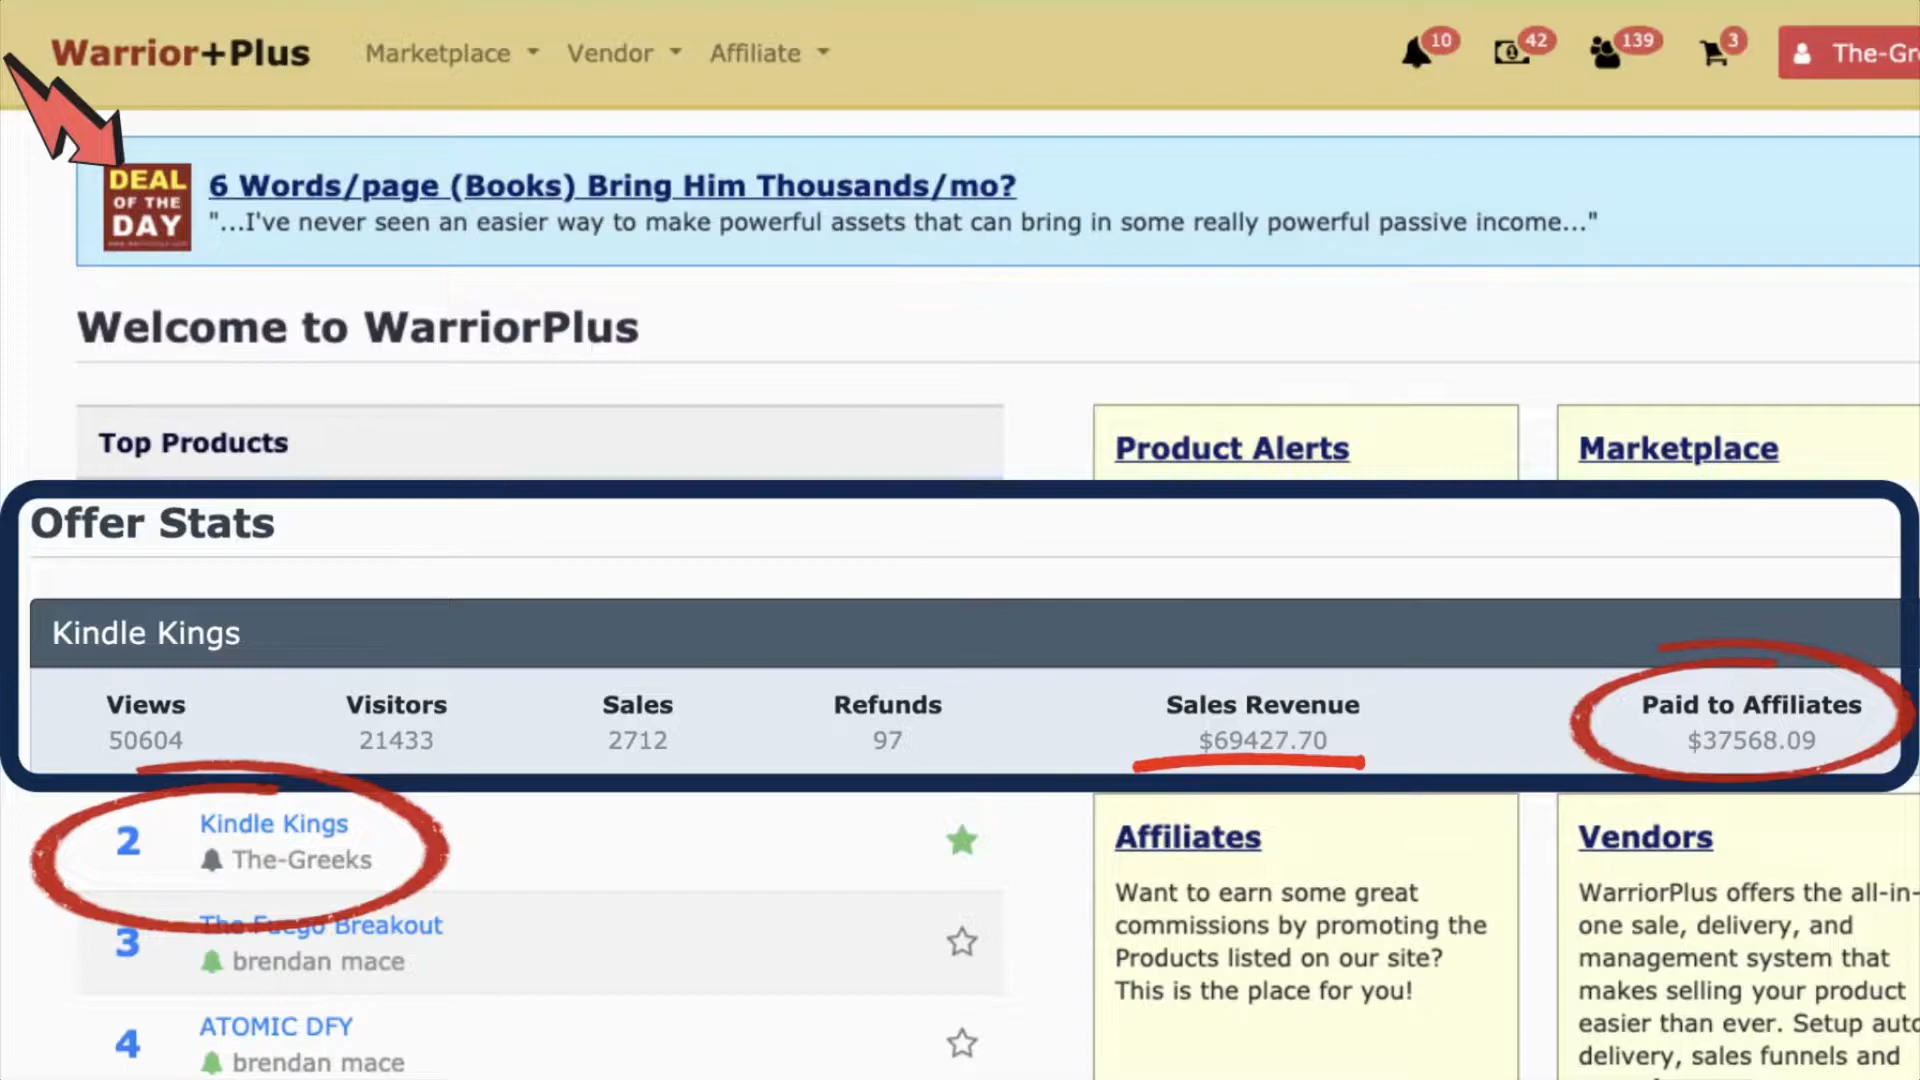 Warrior+Plus Marketplace Vendor Affiliate 10 42 139 3 The-Gre
DEAL OF THE DAY
6 Words/page (Books) Bring Him Thousands/mo?
"...I've never seen an easier way to make powerful assets that can bring in some really powerful passive income..."
Welcome to WarriorPlus
Top Products
Product Alerts
Marketplace
Offer Stats
Kindle Kings
Views Visitors Sales Refunds Sales Revenue Paid to Affiliates
50604 21433 2712 97 $69427.70 $37568.09
2 Kindle Kings
The-Greeks
3 The Fuego Breakout
brendan mace
4 ATOMIC DFY
brendan mace
Affiliates
Want to earn some great
commissions by promoting the
Products listed on our site?
This is the place for you!
Vendors
WarriorPlus offers the all-in-
one sale, delivery, and
management system that
makes selling your product
easier than ever. Setup auto
delivery, sales funnels and